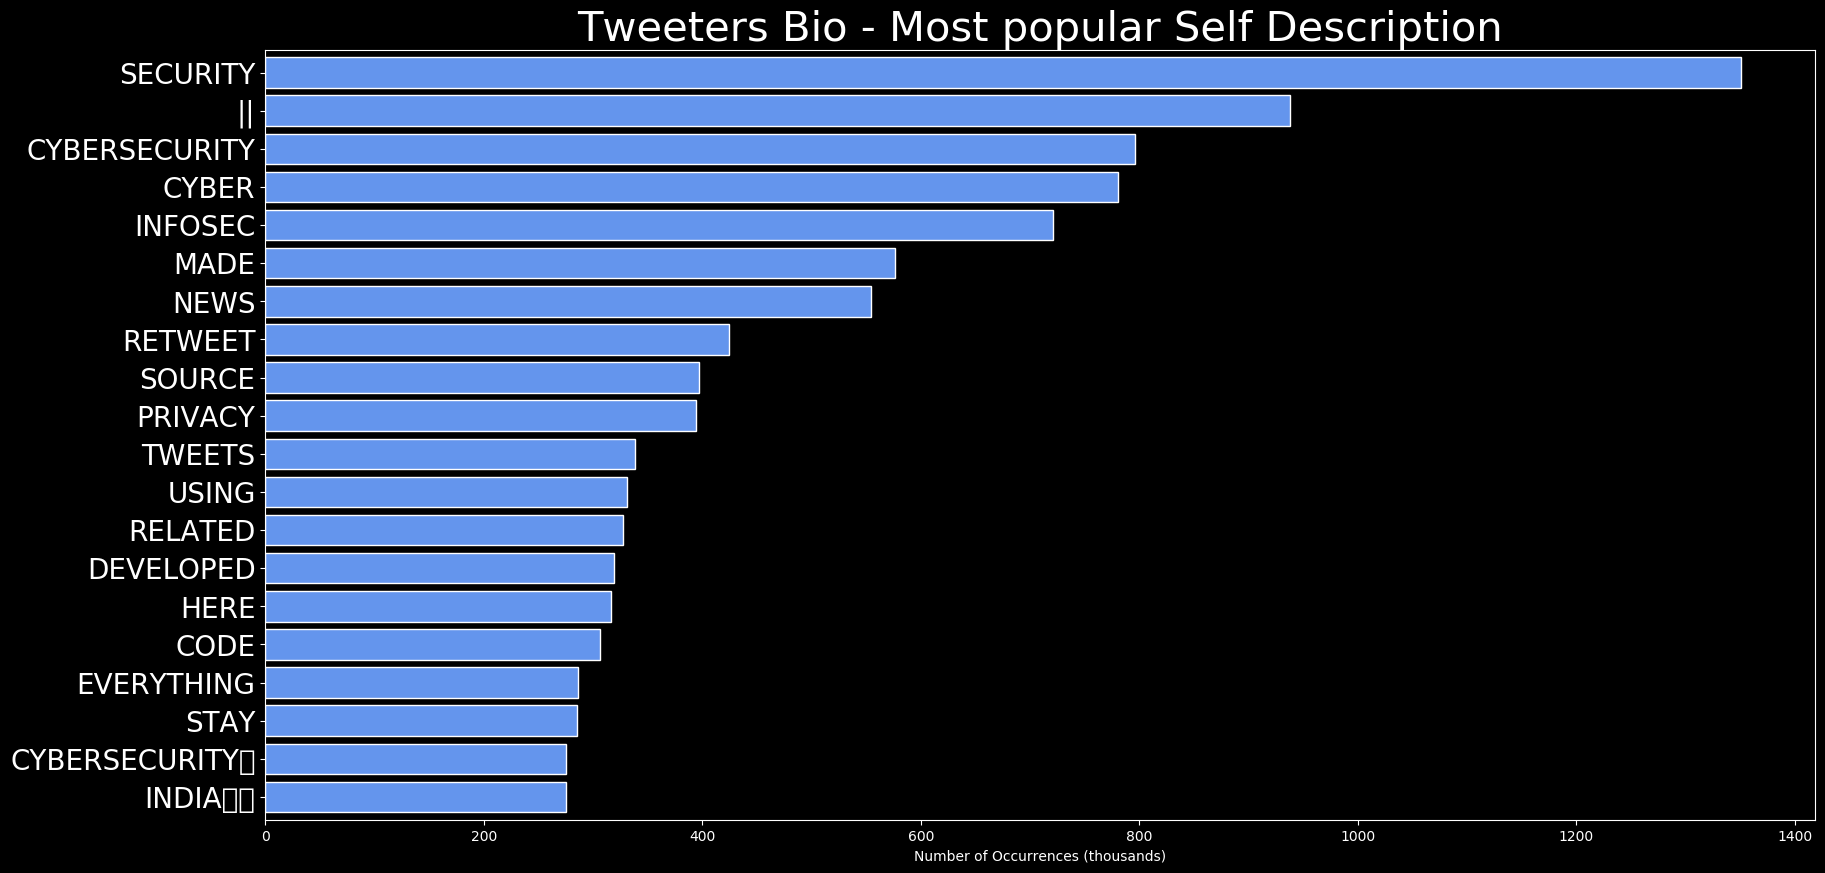 Tweeters Bio - Most popular Self Description
SECURITY
||
CYBERSECURITY
CYBER
INFOSEC
MADE
NEWS
RETWEET
SOURCE
PRIVACY
TWEETS
USING
RELATED
DEVELOPED
HERE
CODE
EVERYTHING
STAY
CYBERSECURITY▯
INDIA▯▯
0 200 400 600 800 1000 1200 1400
Number of Occurrences (thousands)